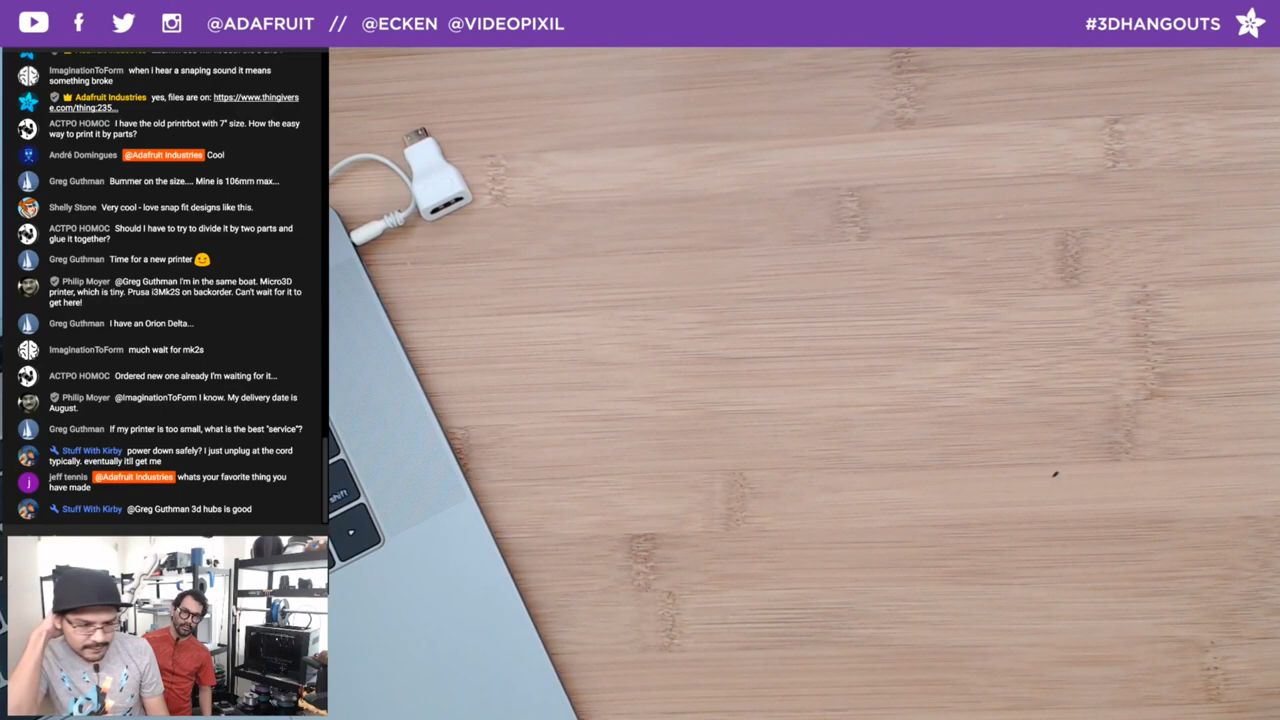 @ADAFRUIT // @ECKEN @VIDEOPIXIL
#3DHANGOUTS
ImaginationToForm when i hear a snaping sound it means
something broke
Adafruit Industries yes, files are on: https://www.thingivers
e.com/thing:235...
ACTPO HOMOC I have the old printrbot with 7" size. How the easy
way to print it by parts?
André Domingues @Adafruit Industries Cool
Greg Guthman Bummer on the size.... Mine is 106mm max...
Shelly Stone Very cool - love snap fit designs like this.
ACTPO HOMOC Should I have to try to divide it by two parts and
glue it together?
Greg Guthman Time for a new printer
Philip Moyer @Greg Guthman I'm in the same boat. Micro3D
printer, which is tiny. Prusa i3Mk2S on backorder. Can't wait for it to
get here!
Greg Guthman I have an Orion Delta...
ImaginationToForm much wait for mk2s
ACTPO HOMOC Ordered new one already I'm waiting for it...
Philip Moyer @ImaginationToForm I know. My delivery date is
August.
Greg Guthman If my printer is too small, what is the best "service"?
Stuff With Kirby power down safely? I just unplug at the cord
typically. eventually itll get me
j
jeff tennis @Adafruit Industries whats your favorite thing you
have made
Stuff With Kirby @Greg Guthman 3d hubs is good
shift